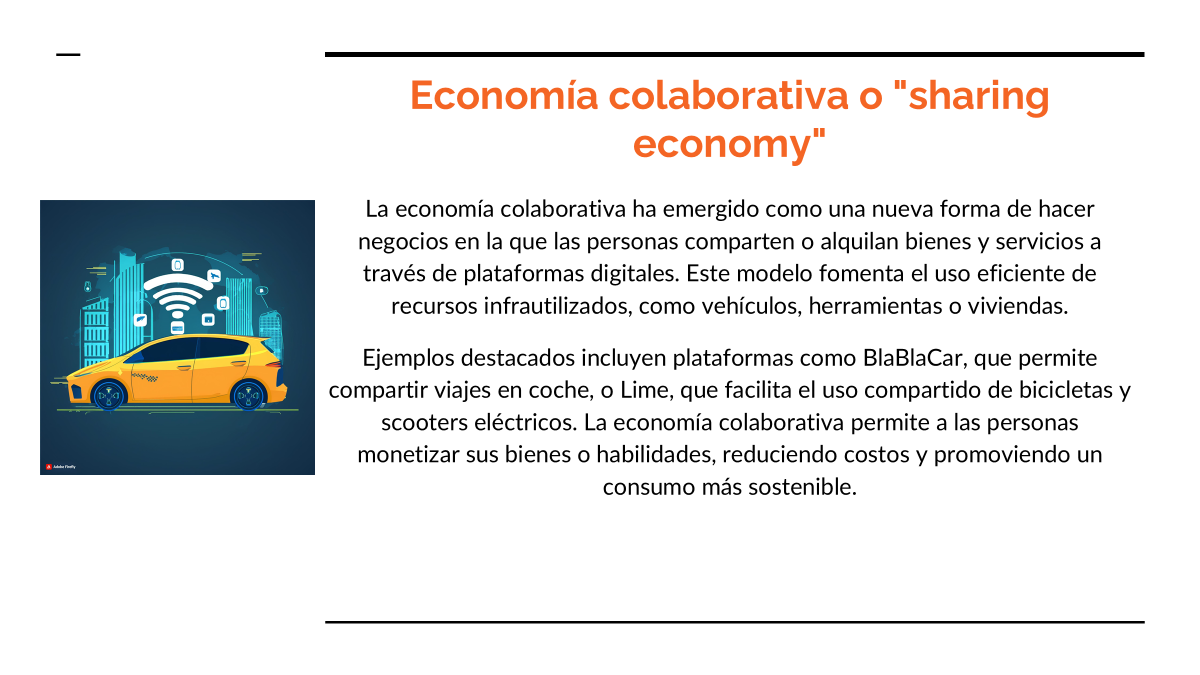 Economía colaborativa o "sharing
economy"
La economía colaborativa ha emergido como una nueva forma de hacer
negocios en la que las personas comparten o alquilan bienes y servicios a
través de plataformas digitales. Este modelo fomenta el uso eficiente de
recursos infrautilizados, como vehículos, herramientas o viviendas.
Ejemplos destacados incluyen plataformas como BlaBlaCar, que permite
compartir viajes en coche, o Lime, que facilita el uso compartido de bicicletas y
scooters eléctricos. La economía colaborativa permite a las personas
monetizar sus bienes o habilidades, reduciendo costos y promoviendo un
consumo más sostenible.
Adobe Firefly